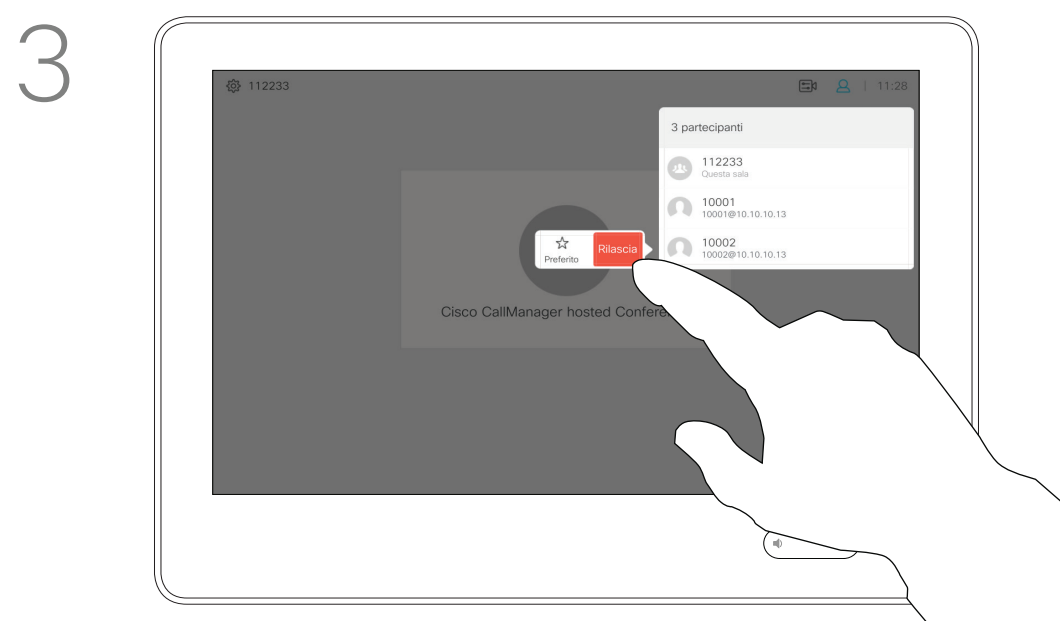 3
112233
11:28
3 partecipanti
112233
Questa sala
10001
10001@10.10.10.13
10002
10002@10.10.10.13
Preferito
Rilascia
Cisco CallManager hosted